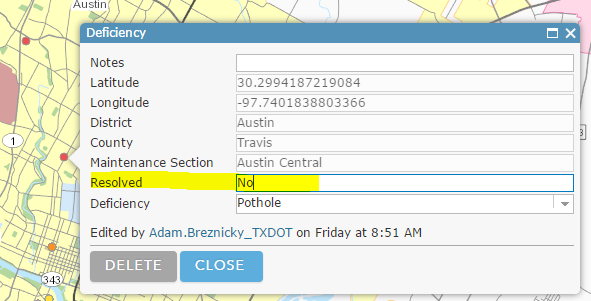 Austin
Deficiency
Notes
Latitude 30.2994187219084
Longitude -97.7401838803366
District Austin
County Travis
Maintenance Section Austin Central
Resolved No
Deficiency Pothole
Edited by Adam.Breznicky_TXDOT on Friday at 8:51 AM
DELETE CLOSE
1
343